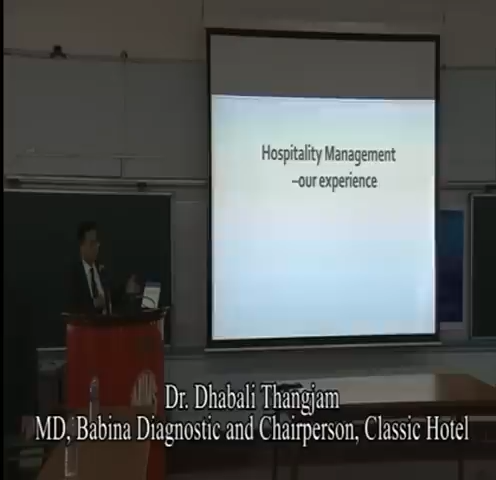 Hospitality Management
–our experience
Dr. Dhabali Thangjam
MD, Babina Diagnostic and Chairperson, Classic Hotel